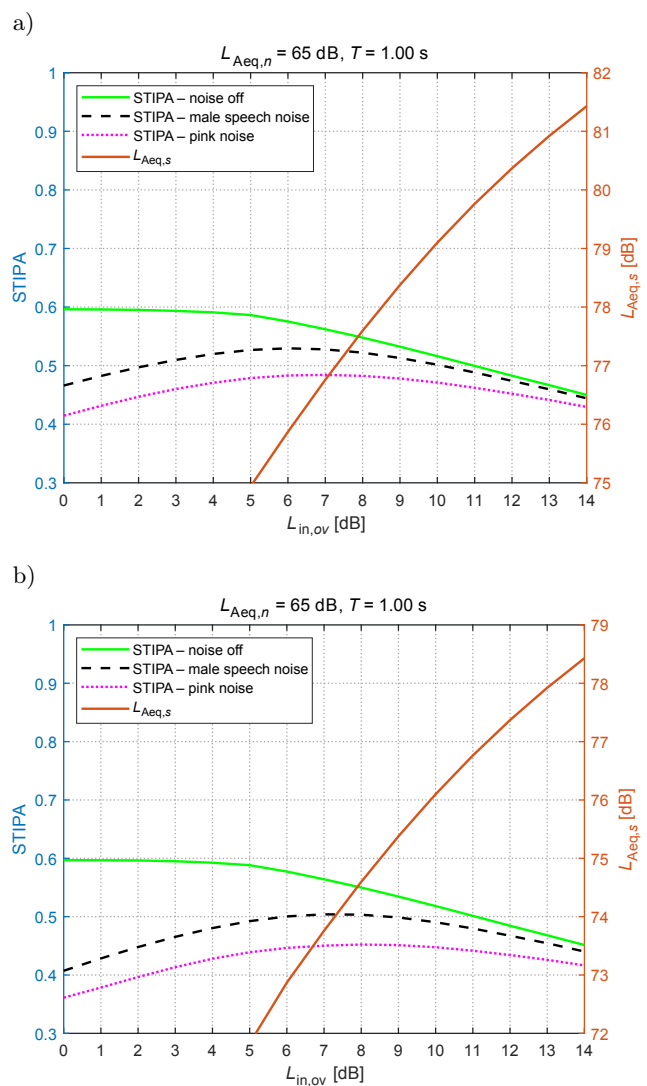 a)
L_Aeq,n = 65 dB, T = 1.00 s
STIPA – noise off
STIPA – male speech noise
STIPA – pink noise
L_Aeq,s
1
0.9
0.8
0.7
0.6
0.5
0.4
0.3
STIPA
82
81
80
79
78
77
76
75
L_Aeq,s [dB]
0 1 2 3 4 5 6 7 8 9 10 11 12 13 14
L_in,ov [dB]
b)
L_Aeq,n = 65 dB, T = 1.00 s
STIPA – noise off
STIPA – male speech noise
STIPA – pink noise
L_Aeq,s
1
0.9
0.8
0.7
0.6
0.5
0.4
0.3
STIPA
79
78
77
76
75
74
73
72
L_Aeq,s [dB]
0 1 2 3 4 5 6 7 8 9 10 11 12 13 14
L_in,ov [dB]